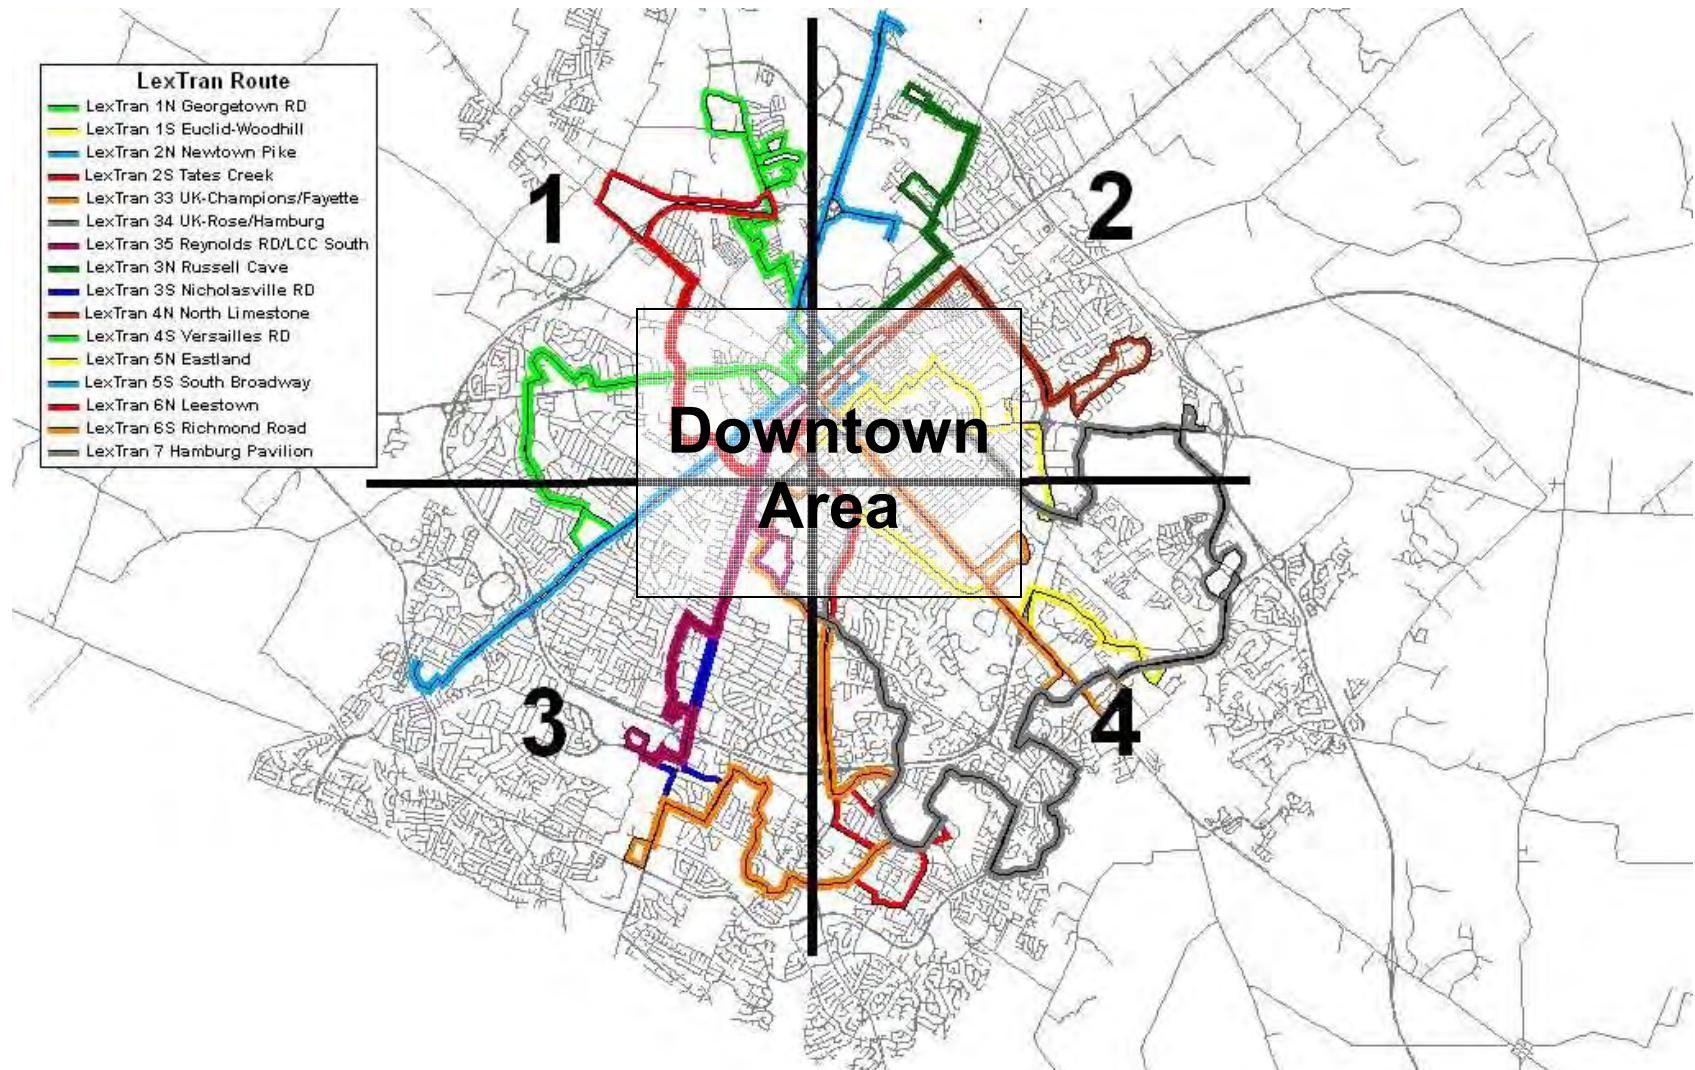 LexTran Route
LexTran 1N Georgetown RD
LexTran 1S Euclid-Woodhill
LexTran 2N Newtown Pike
LexTran 2S Tates Creek
LexTran 33 UK-Champions/Fayette
LexTran 34 UK-Rose/Hamburg
LexTran 35 Reynolds RD/LCC South
LexTran 3N Russell Cave
LexTran 3S Nicholasville RD
LexTran 4N North Limestone
LexTran 4S Versailles RD
LexTran 5N Eastland
LexTran 5S South Broadway
LexTran 6N Leestown
LexTran 6S Richmond Road
LexTran 7 Hamburg Pavilion
1
2
Downtown
Area
3
4